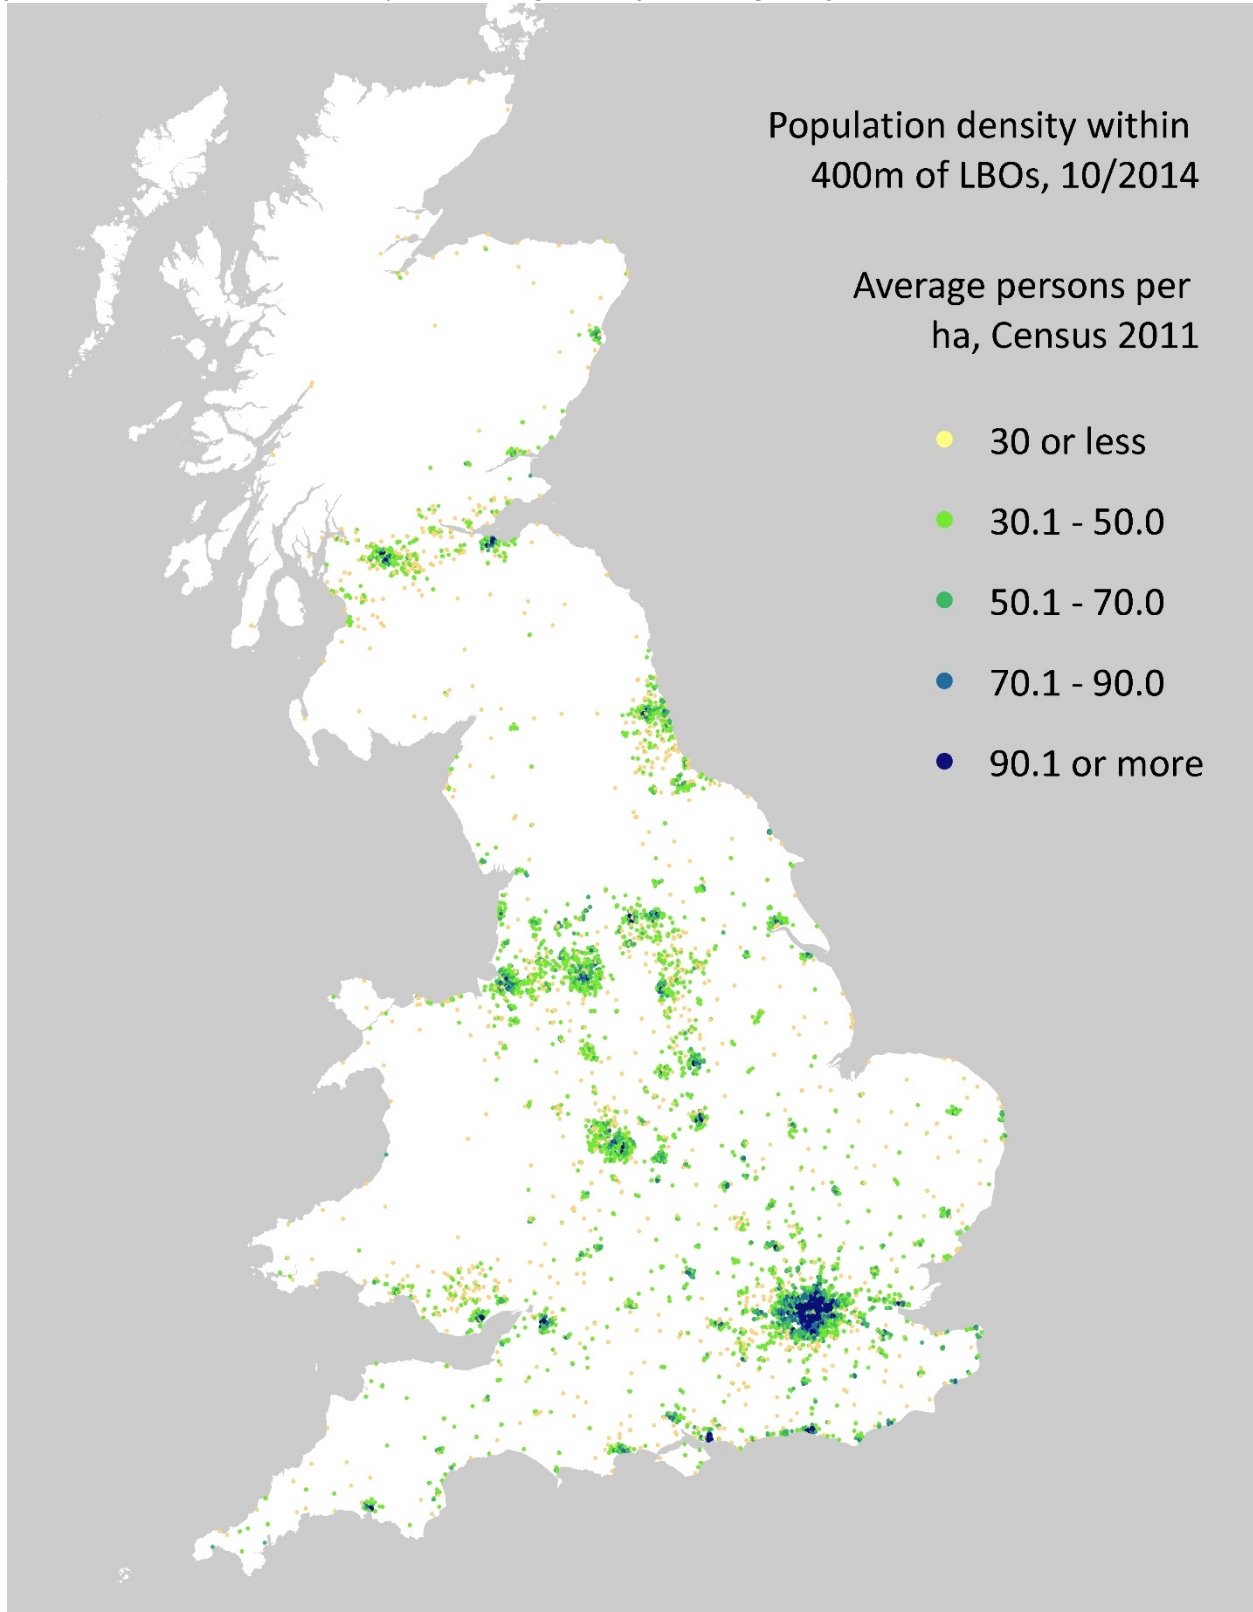 Population density within
400m of LBOs, 10/2014
Average persons per
ha, Census 2011
30 or less
30.1 - 50.0
50.1 - 70.0
70.1 - 90.0
90.1 or more